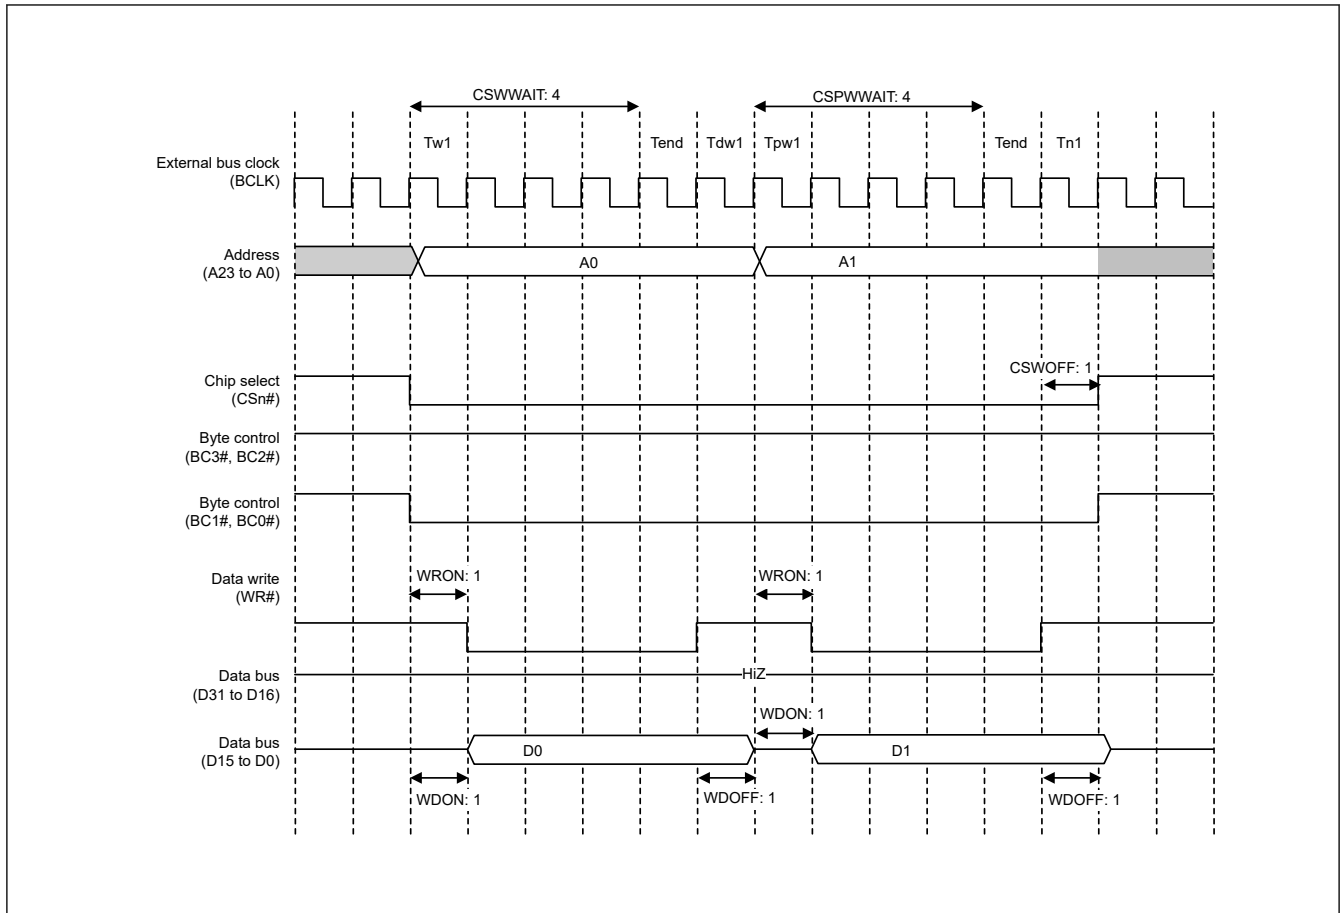 CSWWAIT: 4
CSPWWAIT: 4
Tw1
Tend
Tdw1
Tpw1
Tend
Tn1
External bus clock
(BCLK)
Address
(A23 to A0)
A0
A1
CSWOFF: 1
Chip select
(CSn#)
Byte control
(BC3#, BC2#)
Byte control
(BC1#, BC0#)
Data write
(WR#)
WRON: 1
WRON: 1
Data bus
(D31 to D16)
HiZ
WDON: 1
Data bus
(D15 to D0)
D0
D1
WDON: 1
WDOFF: 1
WDOFF: 1